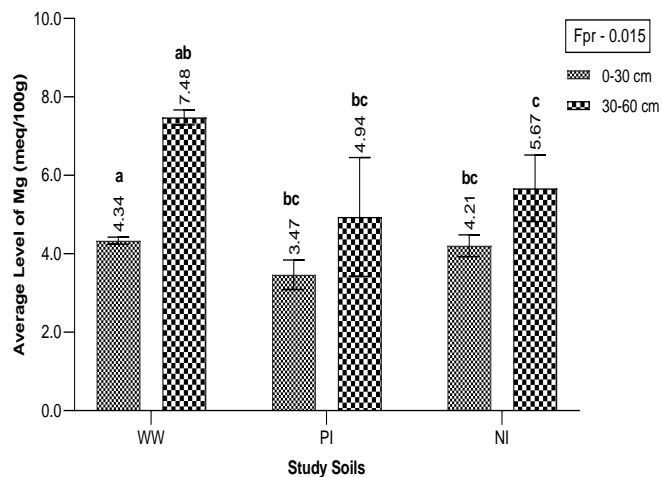 10.0
8.0
6.0
4.0
2.0
0.0
Average Level of Mg (meq/100g)
a
4.34
ab
7.48
bc
3.47
bc
4.94
bc
4.21
c
5.67
WW
PI
NI
Study Soils
Fpr - 0.015
0-30 cm
30-60 cm